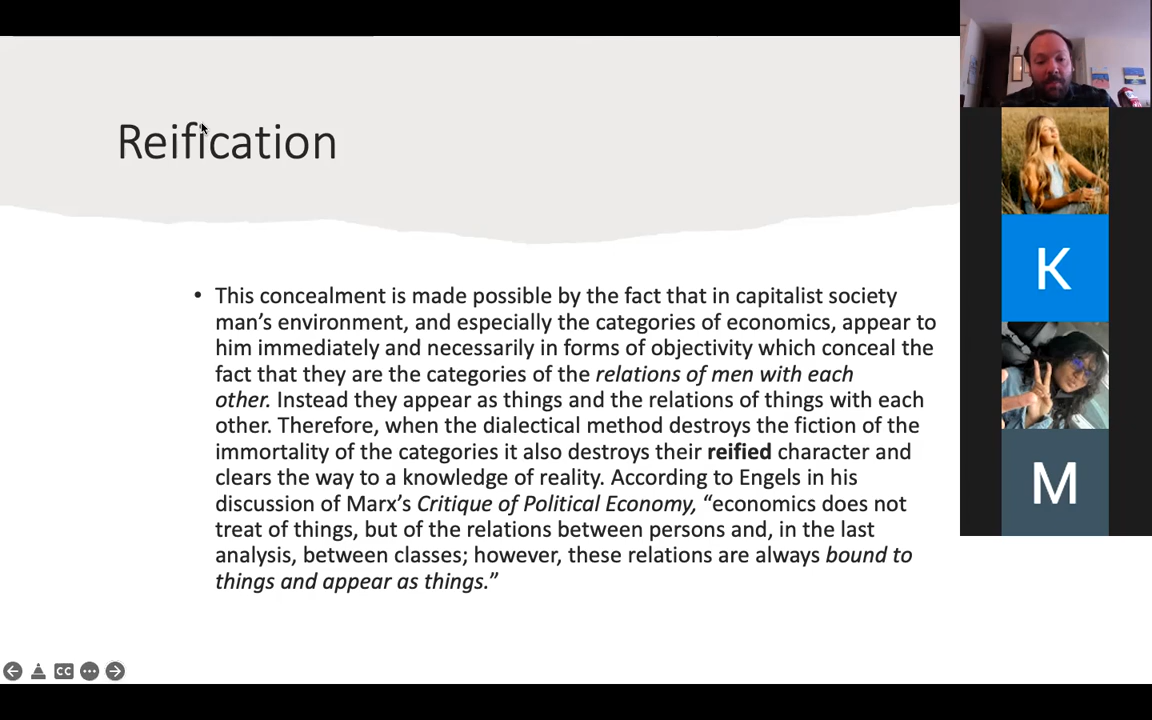 Reification
• This concealment is made possible by the fact that in capitalist society
man’s environment, and especially the categories of economics, appear to
him immediately and necessarily in forms of objectivity which conceal the
fact that they are the categories of the relations of men with each
other. Instead they appear as things and the relations of things with each
other. Therefore, when the dialectical method destroys the fiction of the
immortality of the categories it also destroys their reified character and
clears the way to a knowledge of reality. According to Engels in his
discussion of Marx’s Critique of Political Economy, “economics does not
treat of things, but of the relations between persons and, in the last
analysis, between classes; however, these relations are always bound to
things and appear as things.”
K
M
CC